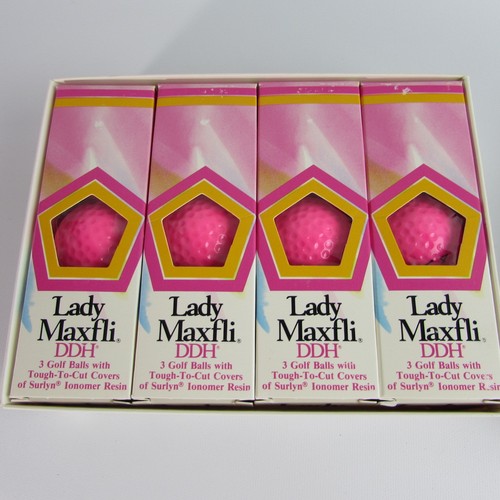 Lady
Maxfli®
DDH®
3 Golf Balls with
Tough-To-Cut Covers
of Surlyn® Ionomer Resin
Lady
Maxfli®
DDH®
3 Golf Balls with
Tough-To-Cut Covers
of Surlyn® Ionomer Resin
Lady
Maxfli®
DDH®
3 Golf Balls with
Tough-To-Cut Covers
of Surlyn® Ionomer Resin
Lady
Maxfli®
DDH®
3 Golf Balls with
Tough-To-Cut Covers
of Surlyn® Ionomer Resin